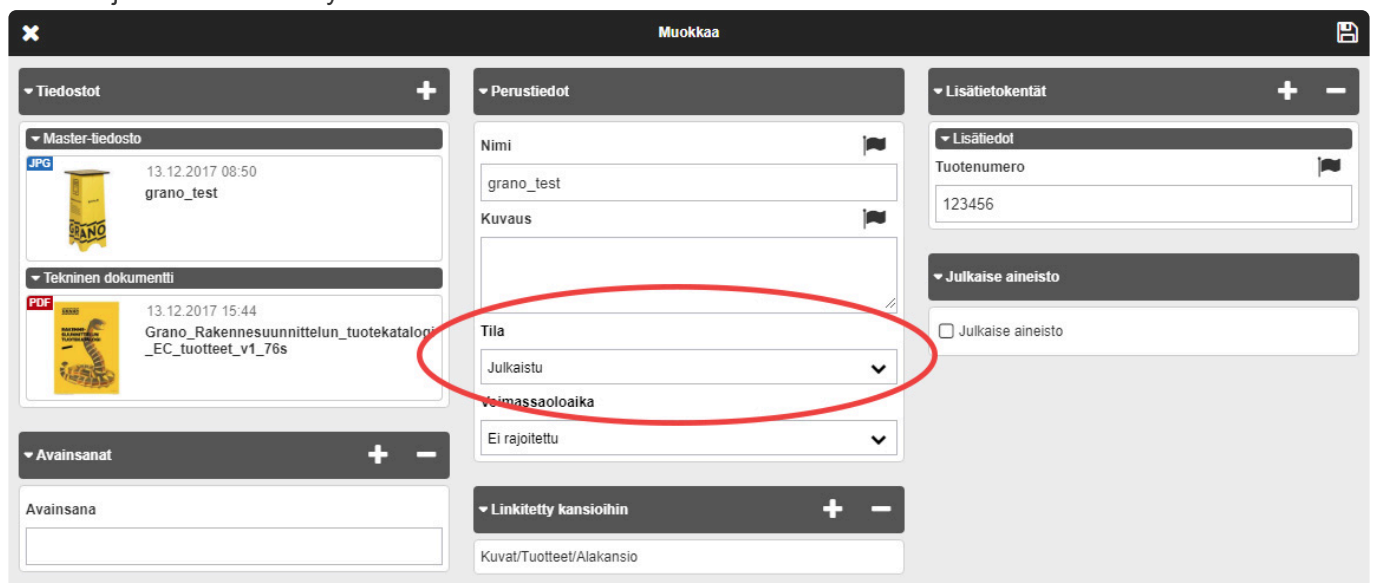 Muokkaa
Tiedostot
Master-tiedosto
JPG
13.12.2017 08:50
grano_test
GRANO
Tekninen dokumentti
PDF
13.12.2017 15:44
Grano_Rakennesuunnittelun_tuotekatalogi
_EC_tuotteet_v1_76s
Avainsanat
Avainsana
Perustiedot
Nimi
grano_test
Kuvaus
Tila
Julkaistu
Voimassaoloaika
Ei rajoitettu
Linkitetty kansioihin
Kuvat/Tuotteet/Alakansio
Lisätietokentät
Lisätiedot
Tuotenumero
123456
Julkaise aineisto
Julkaise aineisto